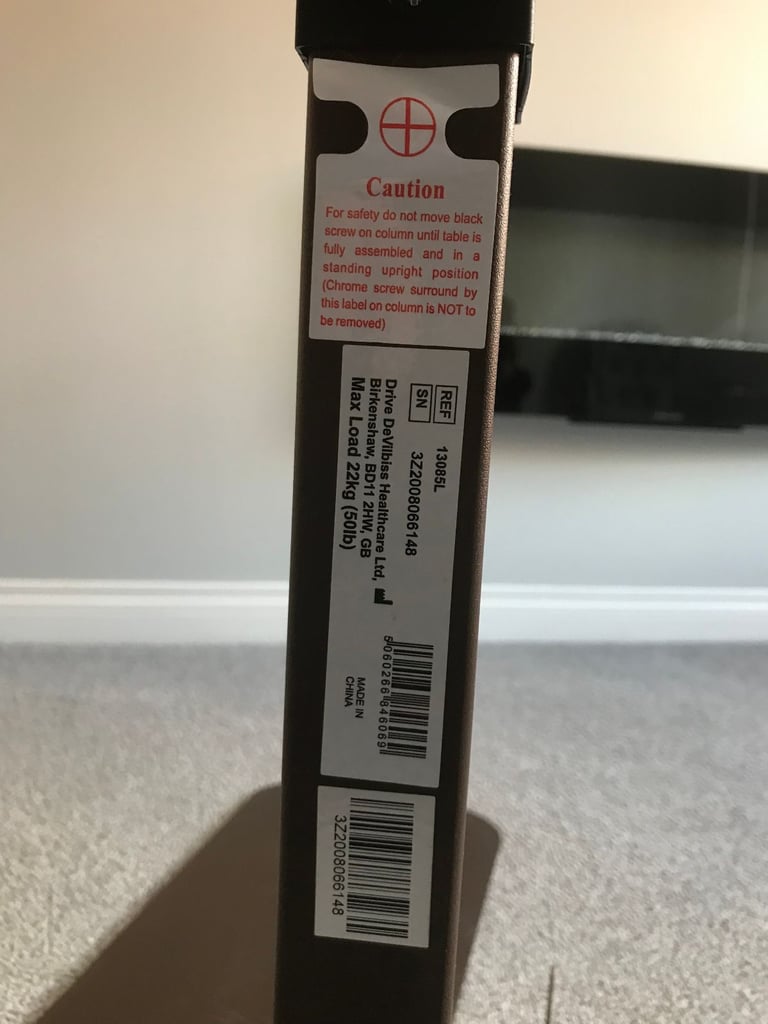 Caution
For safety do not move black
screw on column until table is
fully assembled and in a
standing upright position
(Chrome screw surround by
this label on column is NOT to
be removed)
REF 13085L
SN 3Z2008066148
Drive DeVilbiss Healthcare Ltd,
Birkenshaw, BD11 2HW, GB
Max Load 22kg (50lb)
5060266846069
MADE IN
CHINA
3Z2008066148